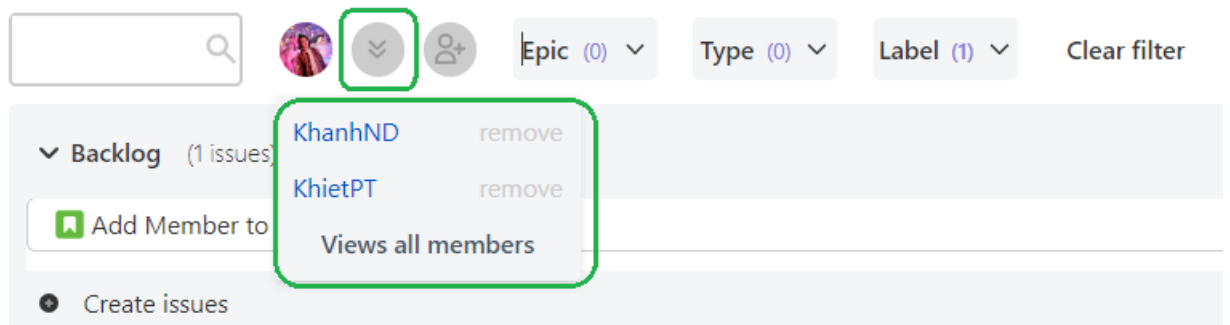 Epic (0) Type (0) Label (1) Clear filter
KhanhND remove
Backlog (1 issues)
KhietPT remove
Add Member to
Views all members
Create issues